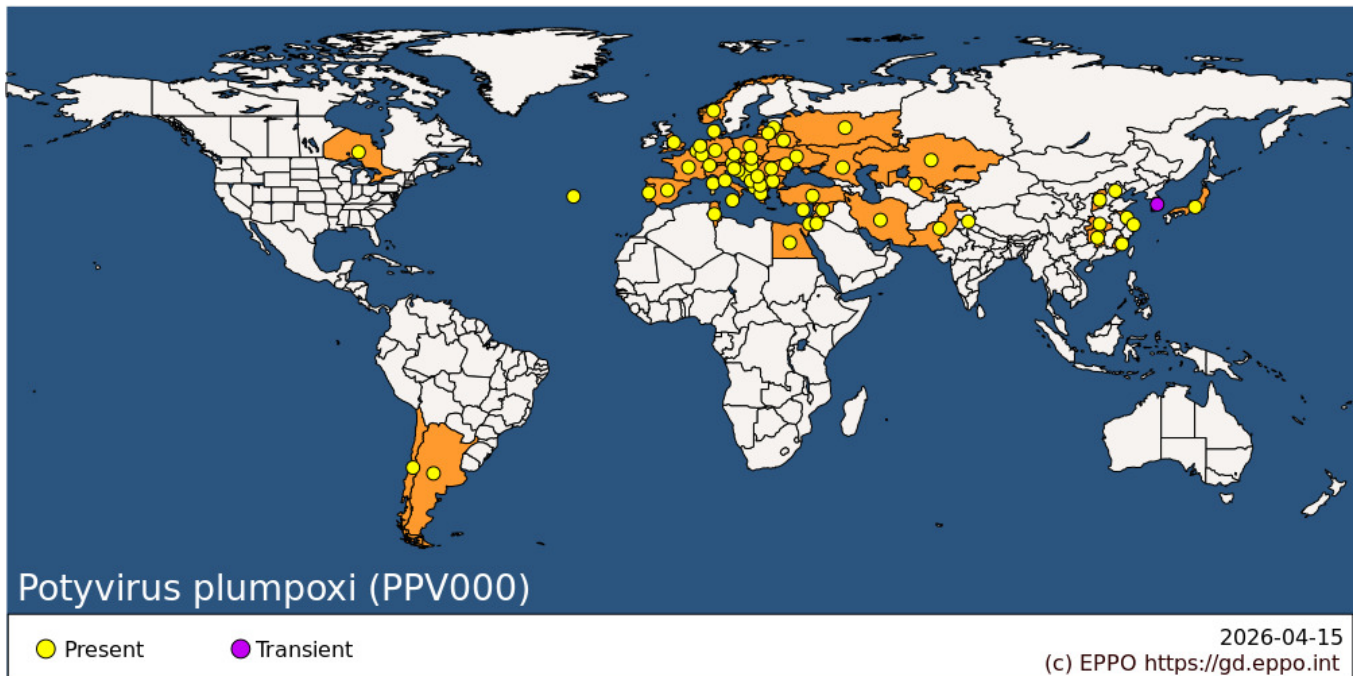 Potyvirus plumpoxi (PPV000)
Present
Transient
2026-04-15
(c) EPPO https://gd.eppo.int